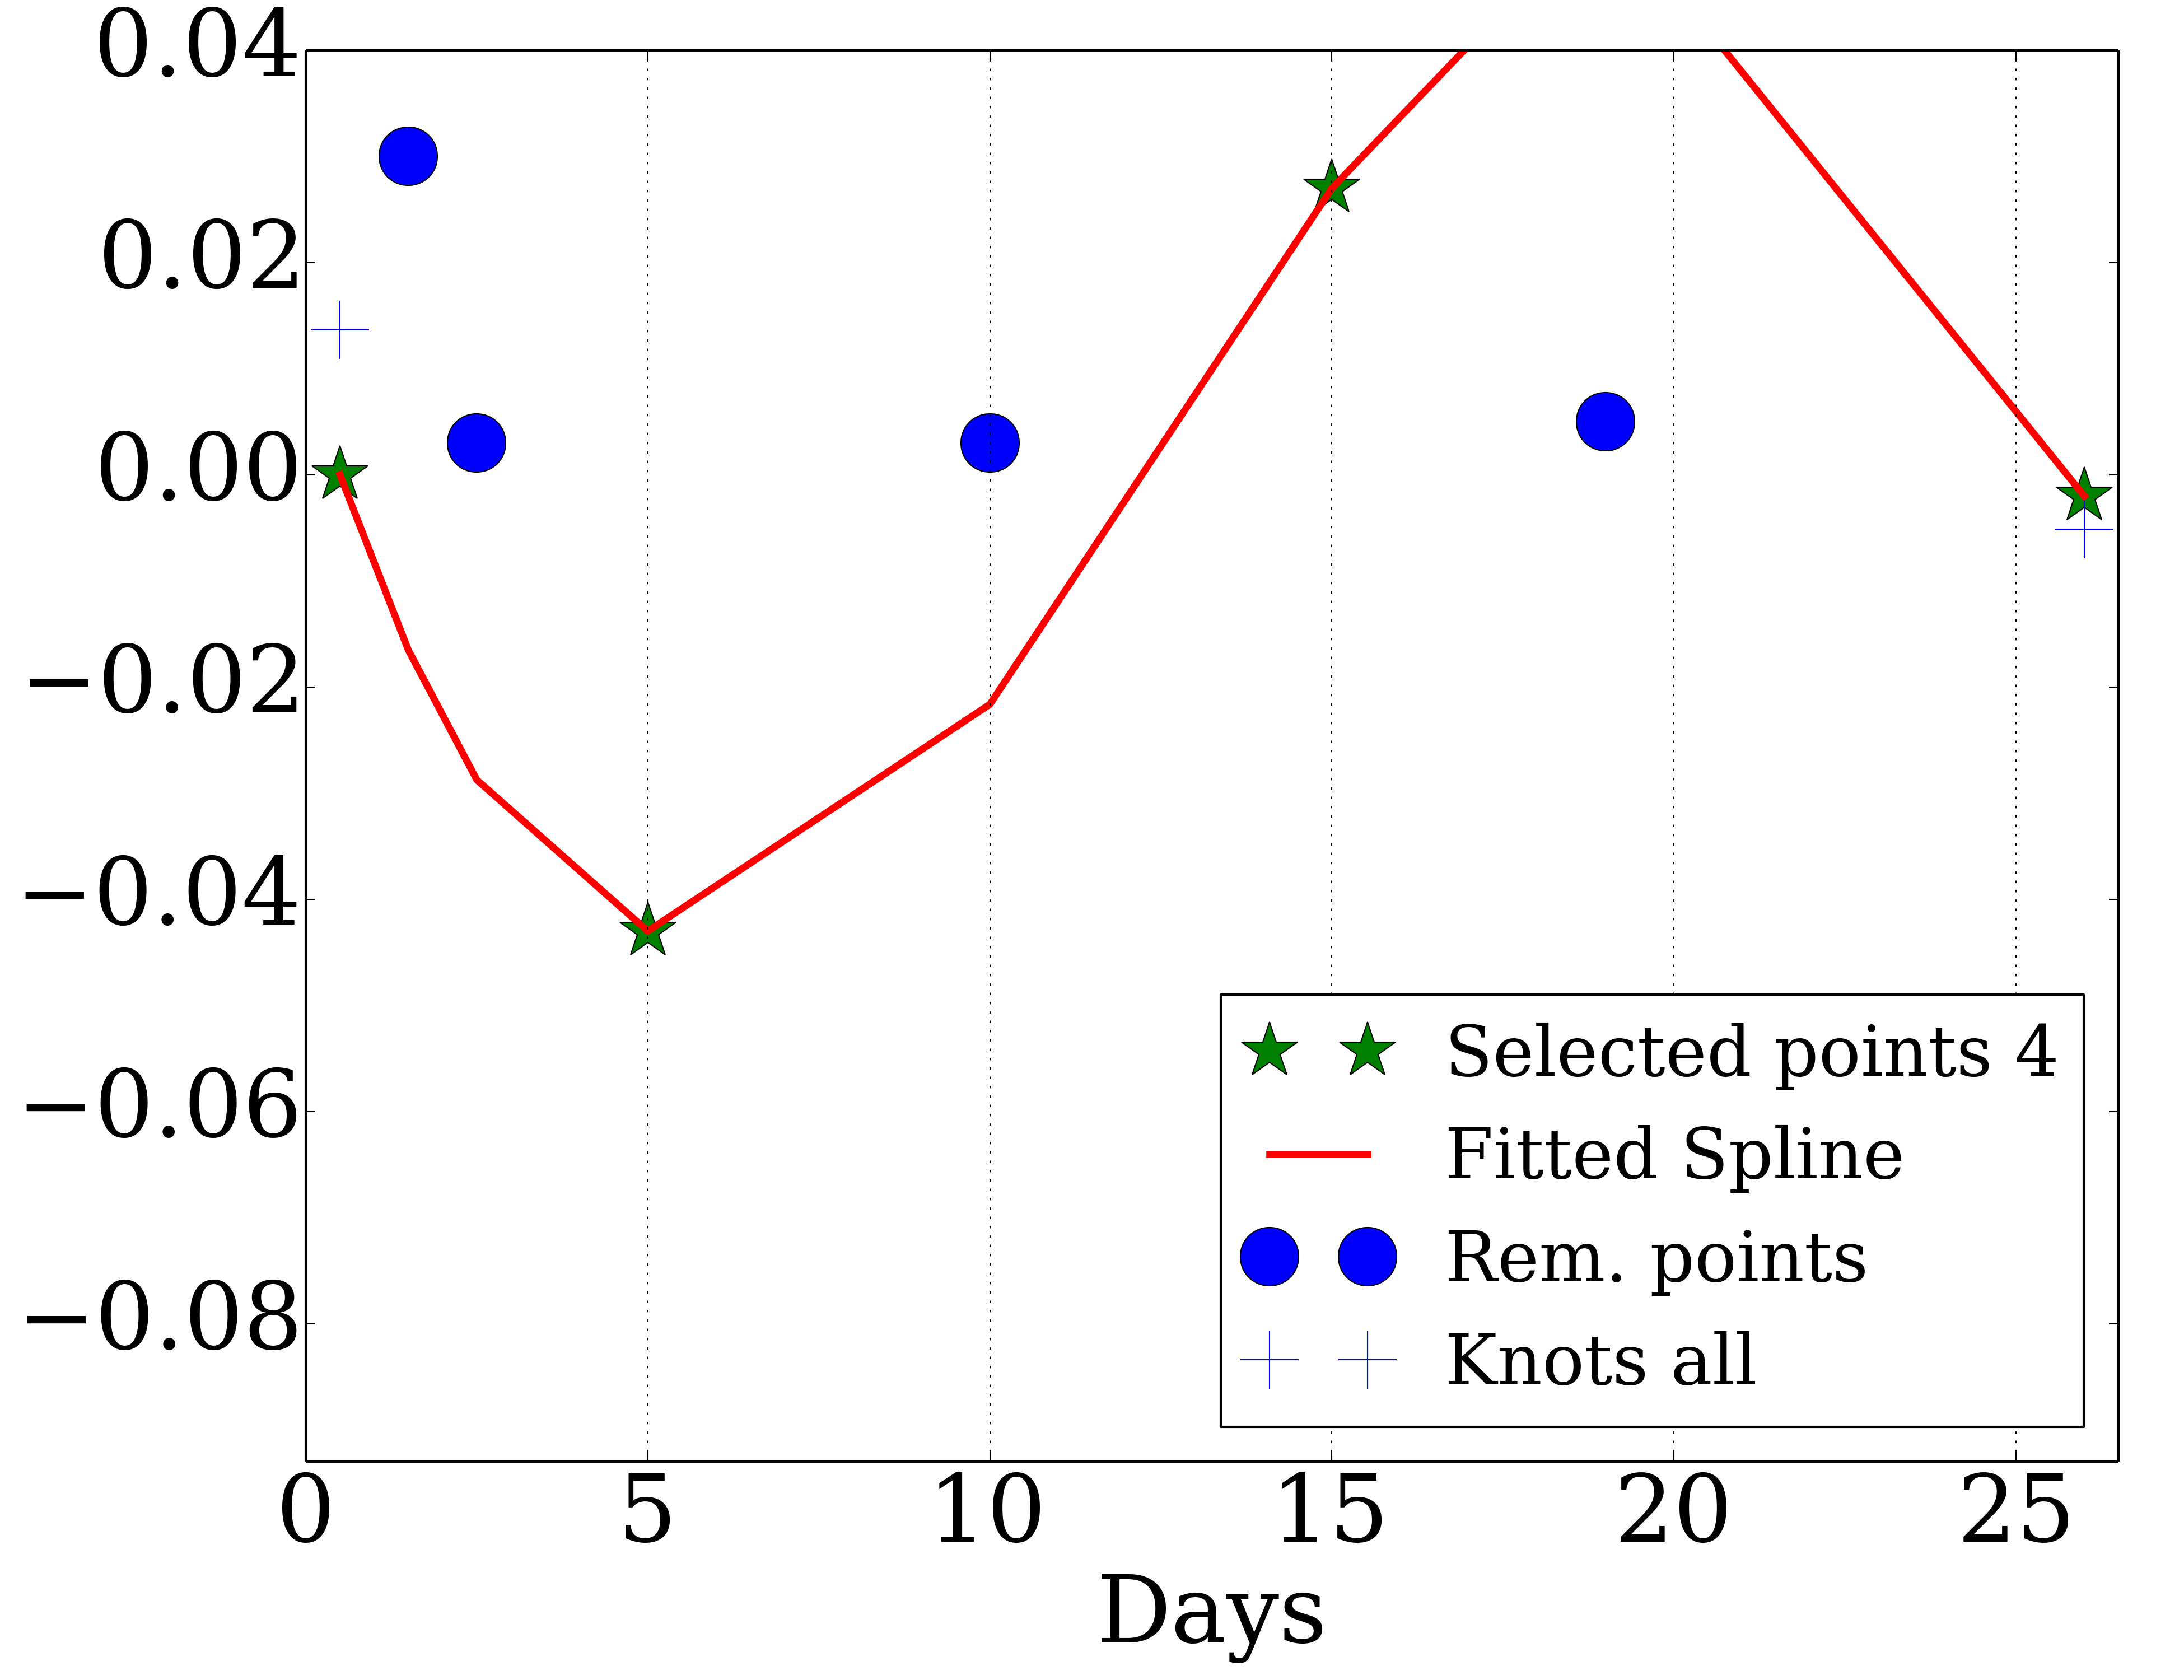 0.04
0.02
0.00
−0.02
−0.04
−0.06
−0.08
Selected points 4
Fitted Spline
Rem. points
Knots all
0 5 10 15 20 25
Days